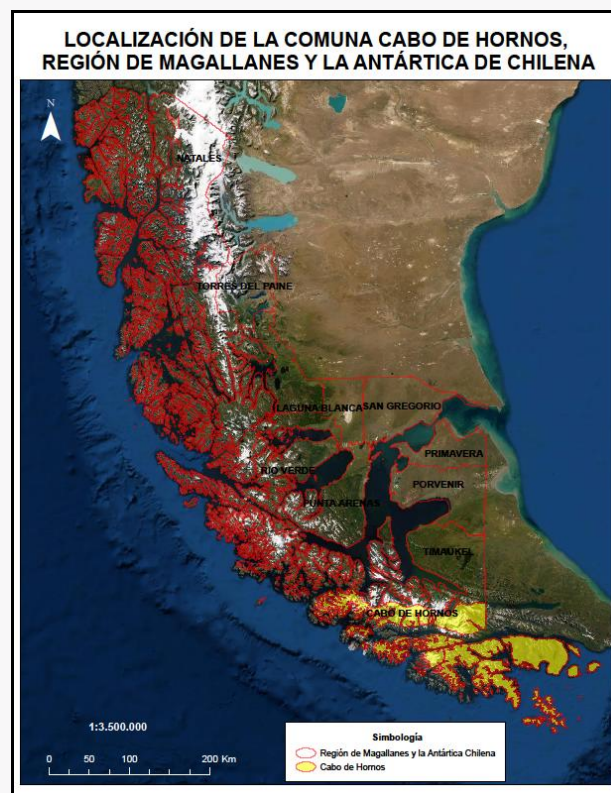 LOCALIZACIÓN DE LA COMUNA CABO DE HORNOS,
REGIÓN DE MAGALLANES Y LA ANTÁRTICA DE CHILENA
N
NATALES
TORRES DEL PAINE
LAGUNA BLANCA
SAN GREGORIO
PRIMAVERA
RIO VERDE
PORVENIR
PUNTA ARENAS
TIMAUKEL
CABO DE HORNOS
1:3.500.000
0 50 100 200 Km
Simbología
Región de Magallanes y la Antártica Chilena
Cabo de Hornos